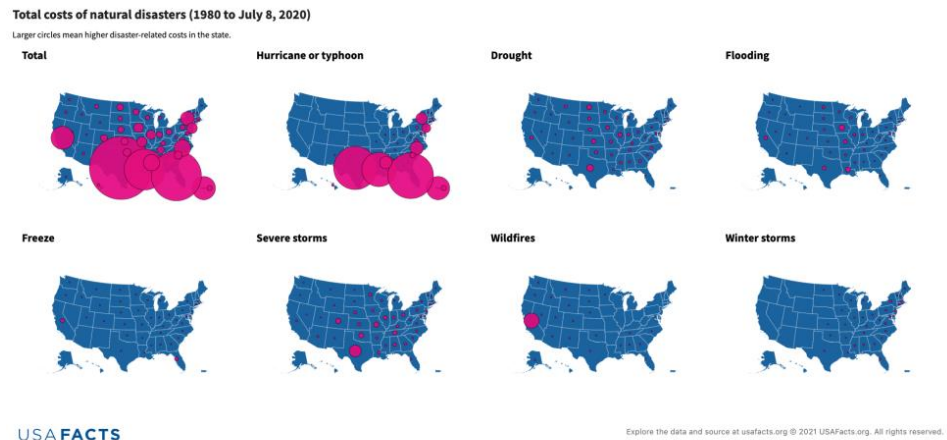 Total costs of natural disasters (1980 to July 8, 2020)
Larger circles mean higher disaster-related costs in the state.
Total
Hurricane or typhoon
Drought
Flooding
Freeze
Severe storms
Wildfires
Winter storms
USAFACTS
Explore the data and source at usafacts.org © 2021 USAFacts.org. All rights reserved.